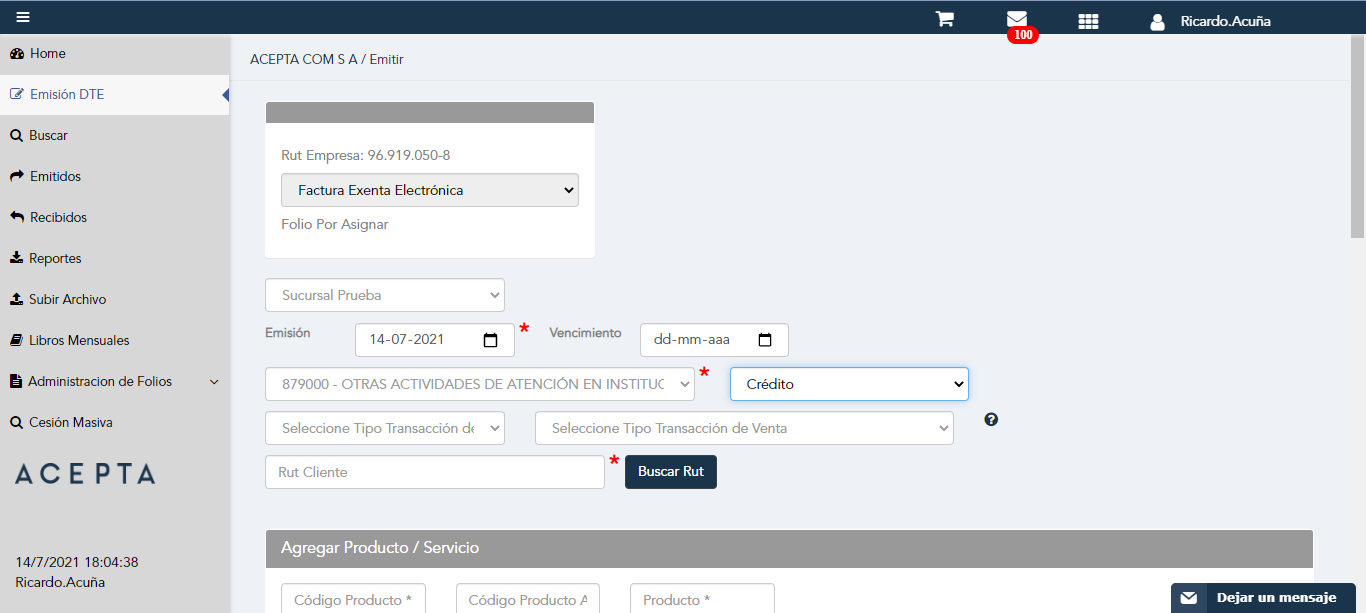 100
Ricardo.Acuña
Home
Emisión DTE
Buscar
Emitidos
Recibidos
Reportes
Subir Archivo
Libros Mensuales
Administracion de Folios
Cesión Masiva
ACEPTA
14/7/2021 18:04:38
Ricardo.Acuña
ACEPTA COM S A / Emitir
Rut Empresa: 96.919.050-8
Factura Exenta Electrónica
Folio Por Asignar
Sucursal Prueba
Emisión 14-07-2021 * Vencimiento dd-mm-aaa
879000 - OTRAS ACTIVIDADES DE ATENCIÓN EN INSTITUC * Crédito
Seleccione Tipo Transacción de Seleccione Tipo Transacción de Venta ?
Rut Cliente * Buscar Rut
Agregar Producto / Servicio
Código Producto * Código Producto A Producto *
Dejar un mensaje